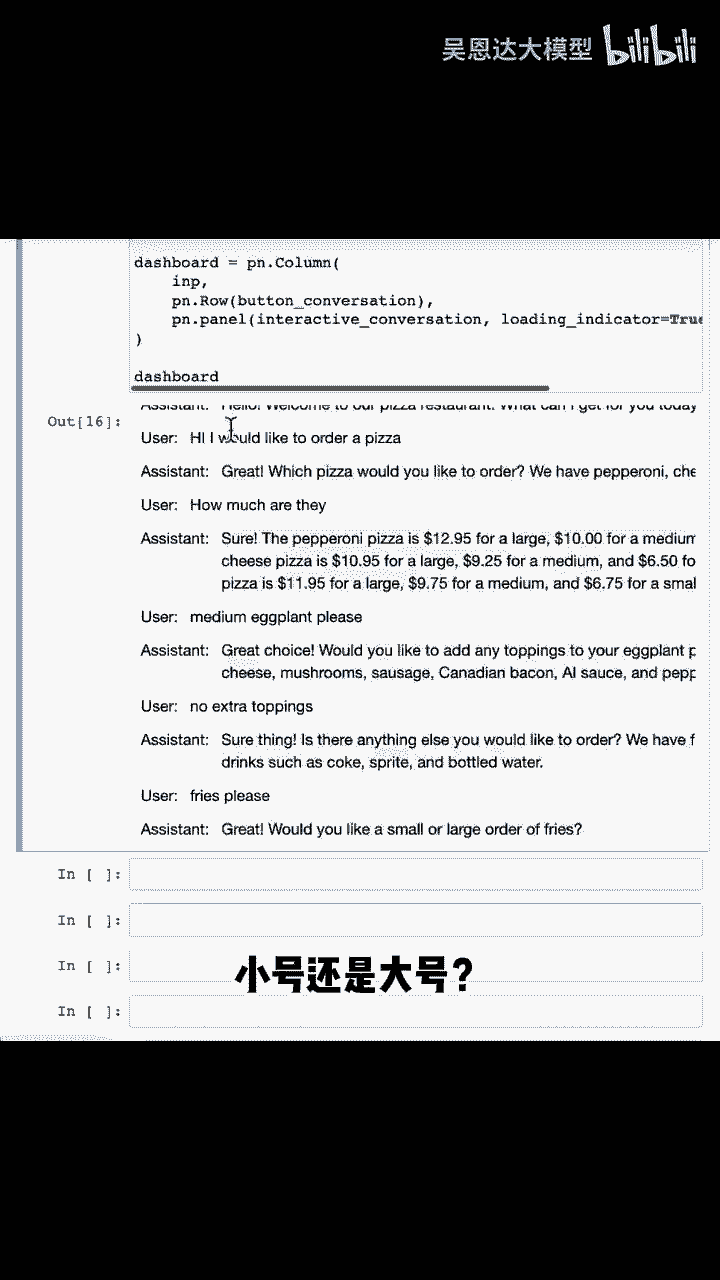 吴恩达大模型 bilibili
dashboard = pn.Column(
inp,
pn.Row(button_conversation),
pn.panel(interactive_conversation, loading_indicator=True
)
dashboard
Out[16]:
Assistant: Hello! Welcome to our pizza restaurant. What can I get for you today
User: HI I would like to order a pizza
Assistant: Great! Which pizza would you like to order? We have pepperoni, che
User: How much are they
Assistant: Sure! The pepperoni pizza is $12.95 for a large, $10.00 for a medium
cheese pizza is $10.95 for a large, $9.25 for a medium, and $6.50 fo
pizza is $11.95 for a large, $9.75 for a medium, and $6.75 for a smal
User: medium eggplant please
Assistant: Great choice! Would you like to add any toppings to your eggplant p
cheese, mushrooms, sausage, Canadian bacon, AI sauce, and pepp
User: no extra toppings
Assistant: Sure thing! Is there anything else you would like to order? We have f
drinks such as coke, sprite, and bottled water.
User: fries please
Assistant: Great! Would you like a small or large order of fries?
In [ ]:
In [ ]:
In [ ]:
小号还是大号?
In [ ]: